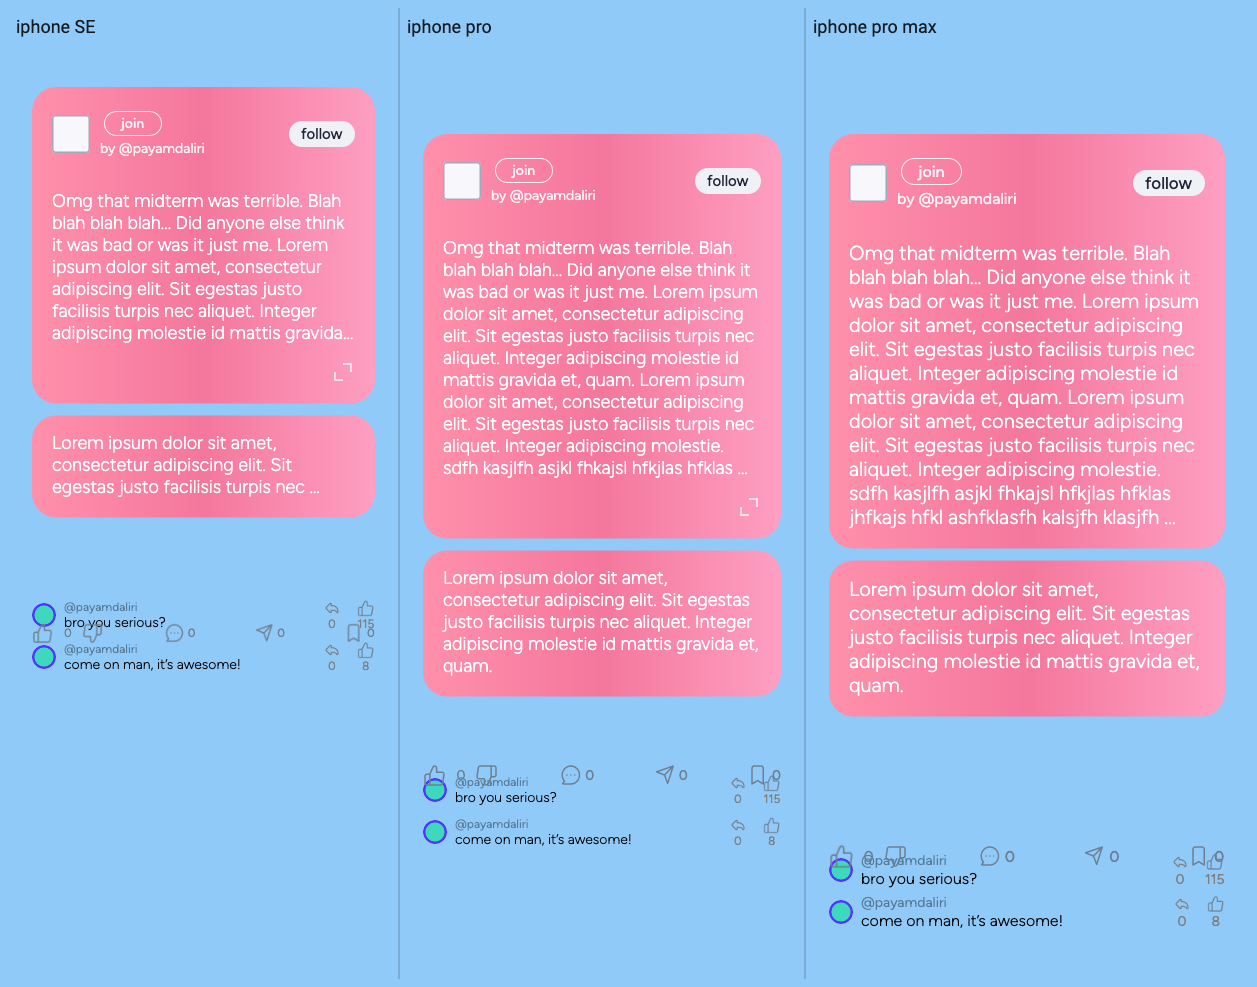 iphone SE
join
by @payamdaliri
follow
Omg that midterm was terrible. Blah
blah blah blah... Did anyone else think
it was bad or was it just me. Lorem
ipsum dolor sit amet, consectetur
adipiscing elit. Sit egestas justo
facilisis turpis nec aliquet. Integer
adipiscing molestie id mattis gravida...
Lorem ipsum dolor sit amet,
consectetur adipiscing elit. Sit
egestas justo facilisis turpis nec ...
@payamdaliri
bro you serious?
0 115
0 0 0 0
@payamdaliri
come on man, it's awesome!
0 8
iphone pro
join
by @payamdaliri
follow
Omg that midterm was terrible. Blah
blah blah blah... Did anyone else think it
was bad or was it just me. Lorem ipsum
dolor sit amet, consectetur adipiscing
elit. Sit egestas justo facilisis turpis nec
aliquet. Integer adipiscing molestie id
mattis gravida et, quam. Lorem ipsum
dolor sit amet, consectetur adipiscing
elit. Sit egestas justo facilisis turpis nec
aliquet. Integer adipiscing molestie.
sdfh kasjlfh asjkl fhkajsl hfkjlas hfklas ...
Lorem ipsum dolor sit amet,
consectetur adipiscing elit. Sit egestas
justo facilisis turpis nec aliquet. Integer
adipiscing molestie id mattis gravida et,
quam.
0 0 0 0
@payamdaliri
bro you serious?
0 115
@payamdaliri
come on man, it's awesome!
0 8
iphone pro max
join
by @payamdaliri
follow
Omg that midterm was terrible. Blah
blah blah blah... Did anyone else think it
was bad or was it just me. Lorem ipsum
dolor sit amet, consectetur adipiscing
elit. Sit egestas justo facilisis turpis nec
aliquet. Integer adipiscing molestie id
mattis gravida et, quam. Lorem ipsum
dolor sit amet, consectetur adipiscing
elit. Sit egestas justo facilisis turpis nec
aliquet. Integer adipiscing molestie.
sdfh kasjlfh asjkl fhkajsl hfkjlas hfklas
jhfkajs hfkl ashfklasfh kalsjfh klasjfh ...
Lorem ipsum dolor sit amet,
consectetur adipiscing elit. Sit egestas
justo facilisis turpis nec aliquet. Integer
adipiscing molestie id mattis gravida et,
quam.
0 0 0 0
@payamdaliri
bro you serious?
0 115
@payamdaliri
come on man, it's awesome!
0 8